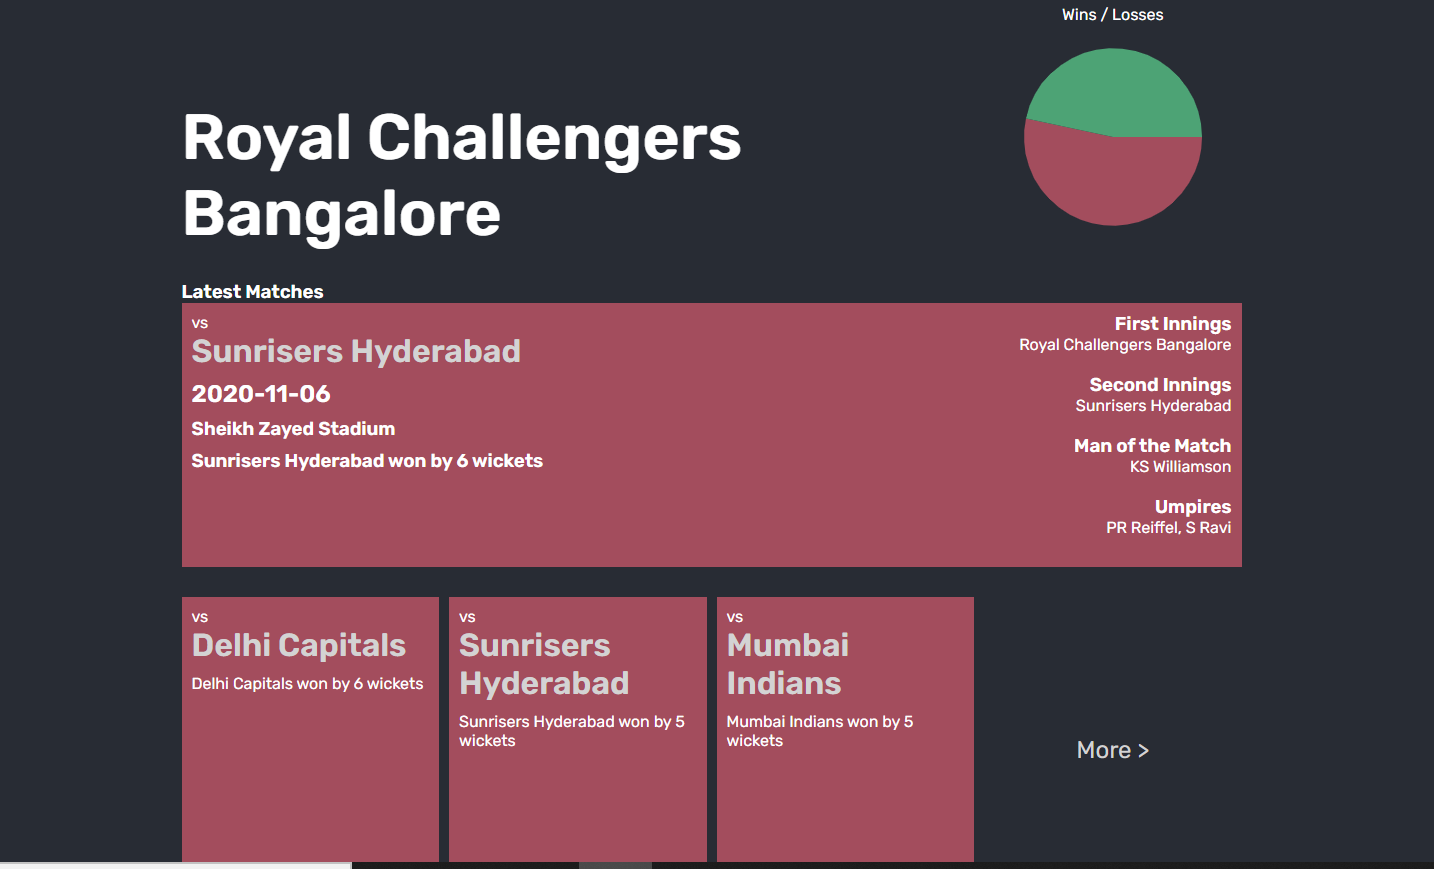 Wins / Losses
Royal Challengers
Bangalore
Latest Matches
vs
Sunrisers Hyderabad
2020-11-06
Sheikh Zayed Stadium
Sunrisers Hyderabad won by 6 wickets
First Innings
Royal Challengers Bangalore
Second Innings
Sunrisers Hyderabad
Man of the Match
KS Williamson
Umpires
PR Reiffel, S Ravi
vs
Delhi Capitals
Delhi Capitals won by 6 wickets
vs
Sunrisers
Hyderabad
Sunrisers Hyderabad won by 5
wickets
vs
Mumbai
Indians
Mumbai Indians won by 5
wickets
More >